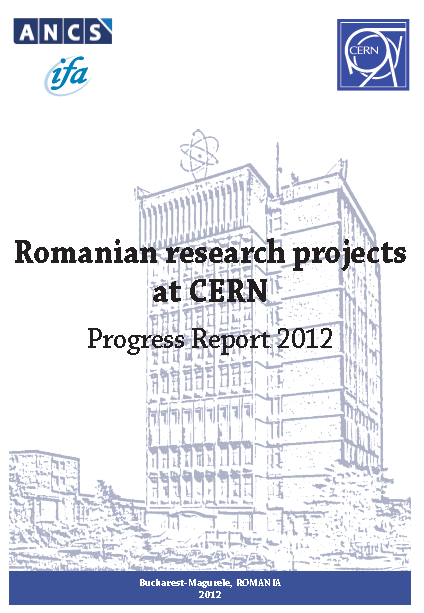 ANCS
ifa
CERN
Romanian research projects
at CERN
Progress Report 2012
Bucharest-Magurele, ROMANIA
2012